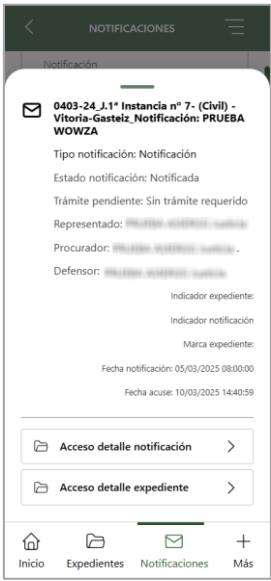 NOTIFICACIONES
Notificación
0403-24_J.1ª Instancia nº 7- (Civil) -
Vitoria-Gasteiz_Notificación: PRUEBA
WOWZA
Tipo notificación: Notificación
Estado notificación: Notificada
Trámite pendiente: Sin trámite requerido
Representado:
Procurador: .
Defensor:
Indicador expediente:
Indicador notificación
Marca expediente:
Fecha notificación: 05/03/2025 08:00:00
Fecha acuse: 10/03/2025 14:40:59
Acceso detalle notificación
Acceso detalle expediente
Inicio Expedientes Notificaciones Más